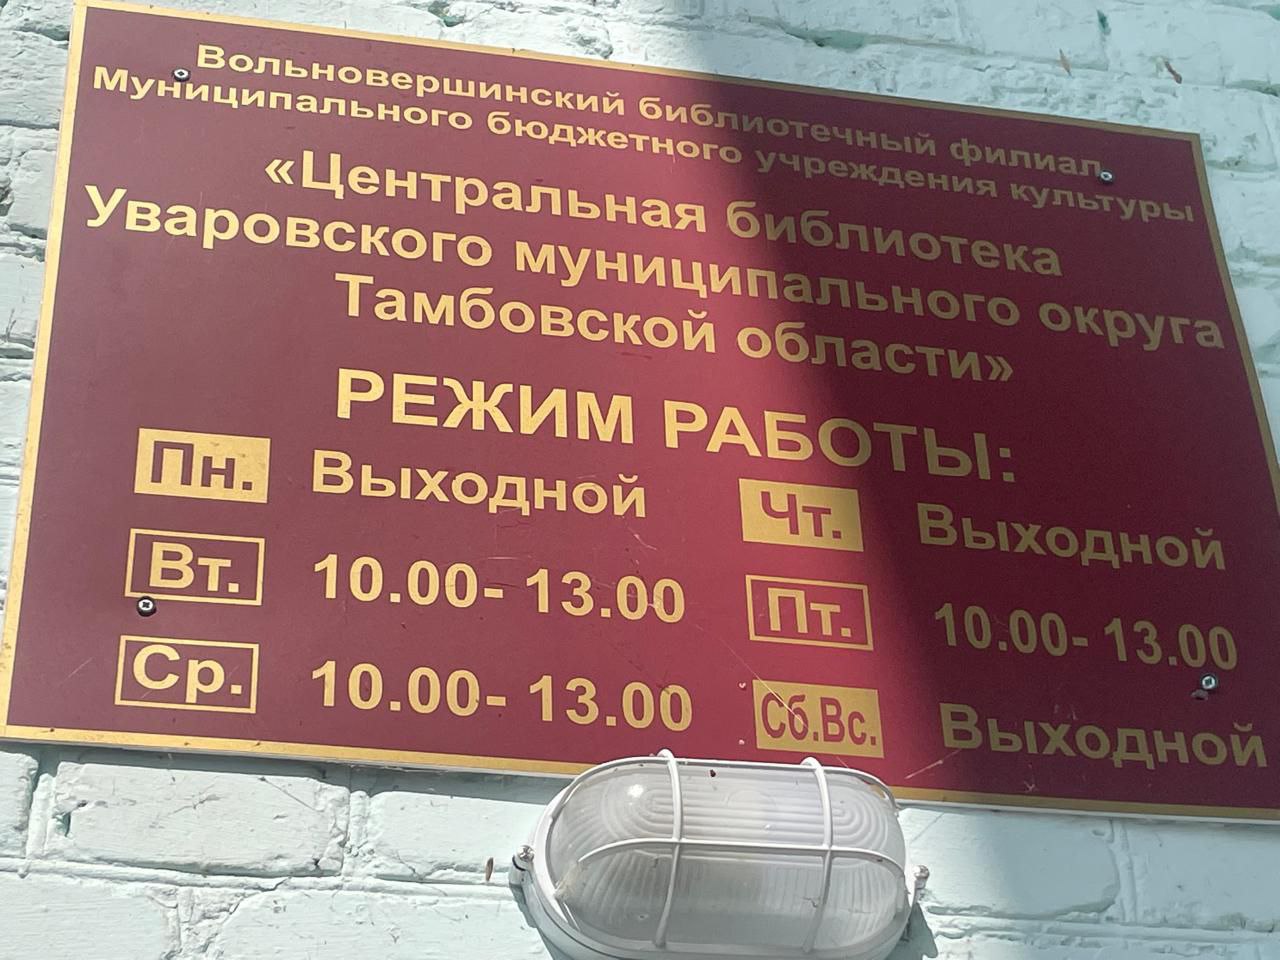 Вольновершинский библиотечный филиал
Муниципального бюджетного учреждения культуры
«Центральная библиотека
Уваровского муниципального округа
Тамбовской области»
РЕЖИМ РАБОТЫ:
Пн. Выходной
Вт. 10.00- 13.00
Ср. 10.00- 13.00
Чт. Выходной
Пт. 10.00- 13.00
Сб.Вс. Выходной